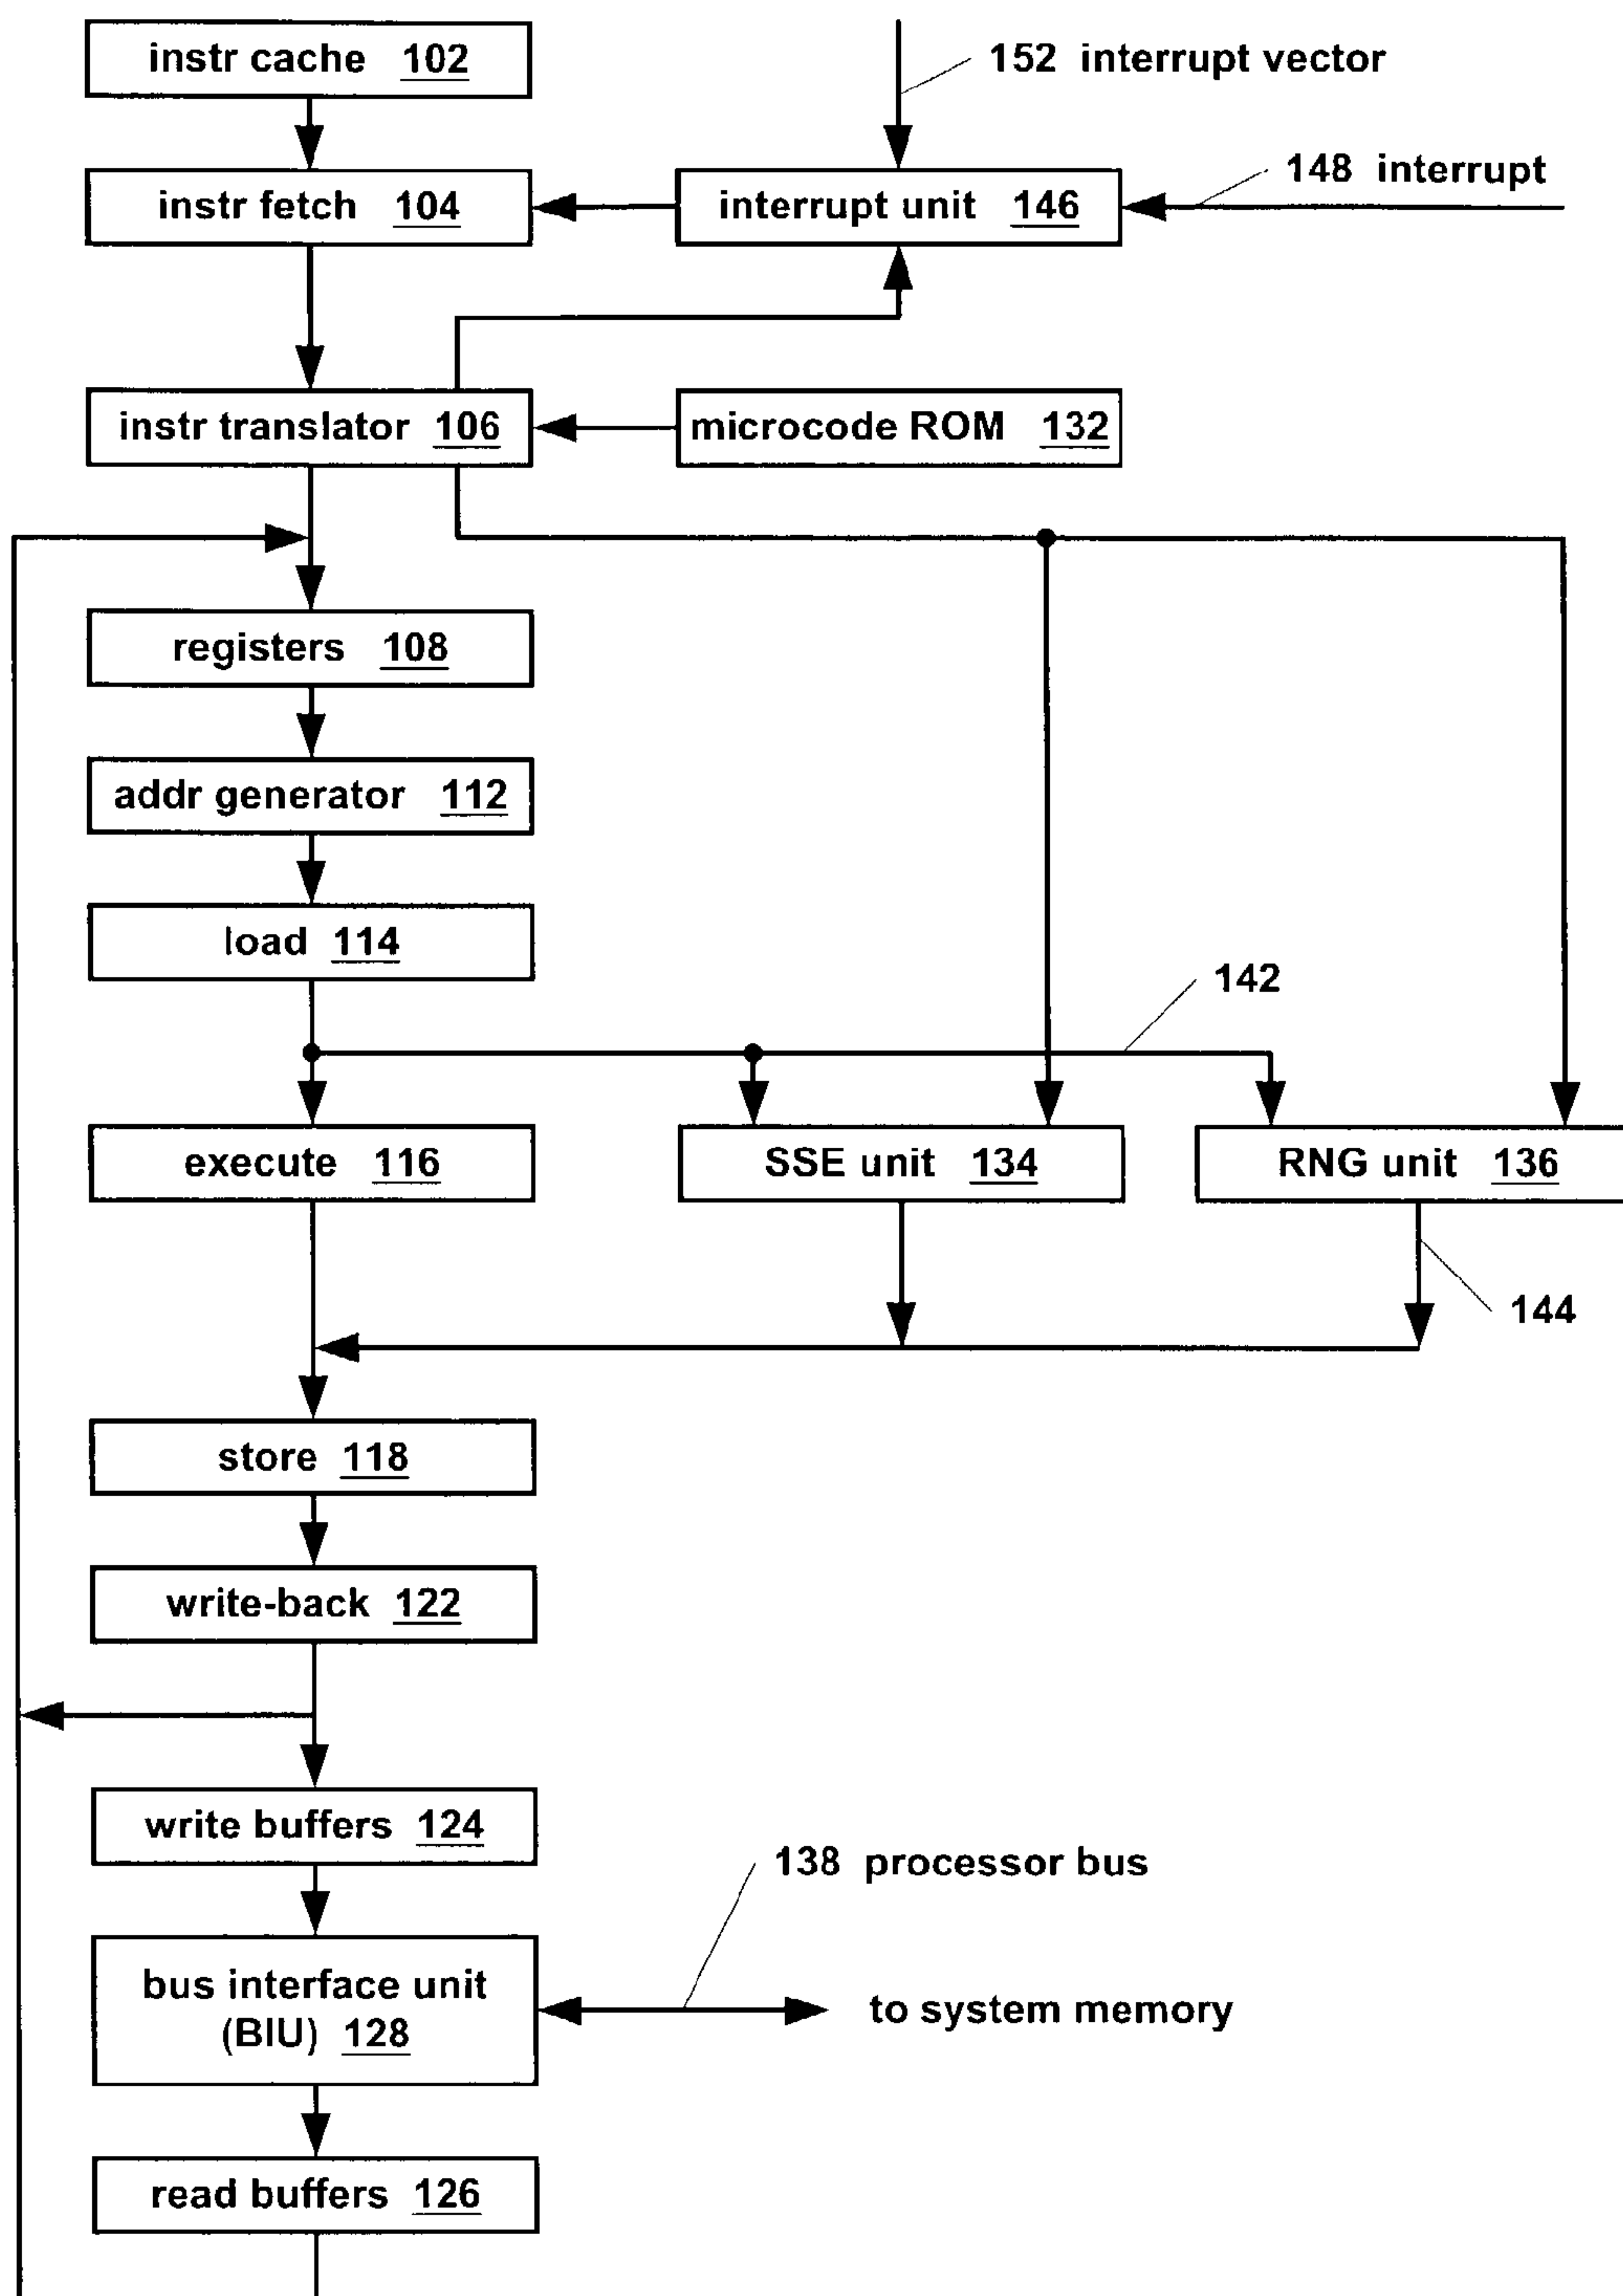 instr cache 102
152 interrupt vector
148 interrupt
instr fetch 104
interrupt unit 146
instr translator 106
microcode ROM 132
registers 108
addr generator 112
load 114
142
execute 116
SSE unit 134
RNG unit 136
144
store 118
write-back 122
write buffers 124
138 processor bus
bus interface unit
(BIU) 128
to system memory
read buffers 126